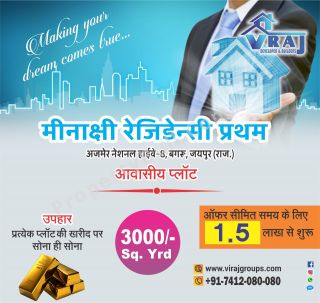 Making your
dream comes true...
VIRAJ
DEVELOPER & BUILDERS
मीनाक्षी रेजिडेन्सी प्रथम
अजमेर नेशनल हाईवे-8, बगरू, जयपुर (राज.)
आवासीय प्लॉट
उपहार
प्रत्येक प्लॉट की खरीद पर
सोना ही सोना
3000/-
Sq. Yrd
ऑफर सीमित समय के लिए
1.5 लाख से शुरू
www.virajgroups.com
+91-7412-080-080